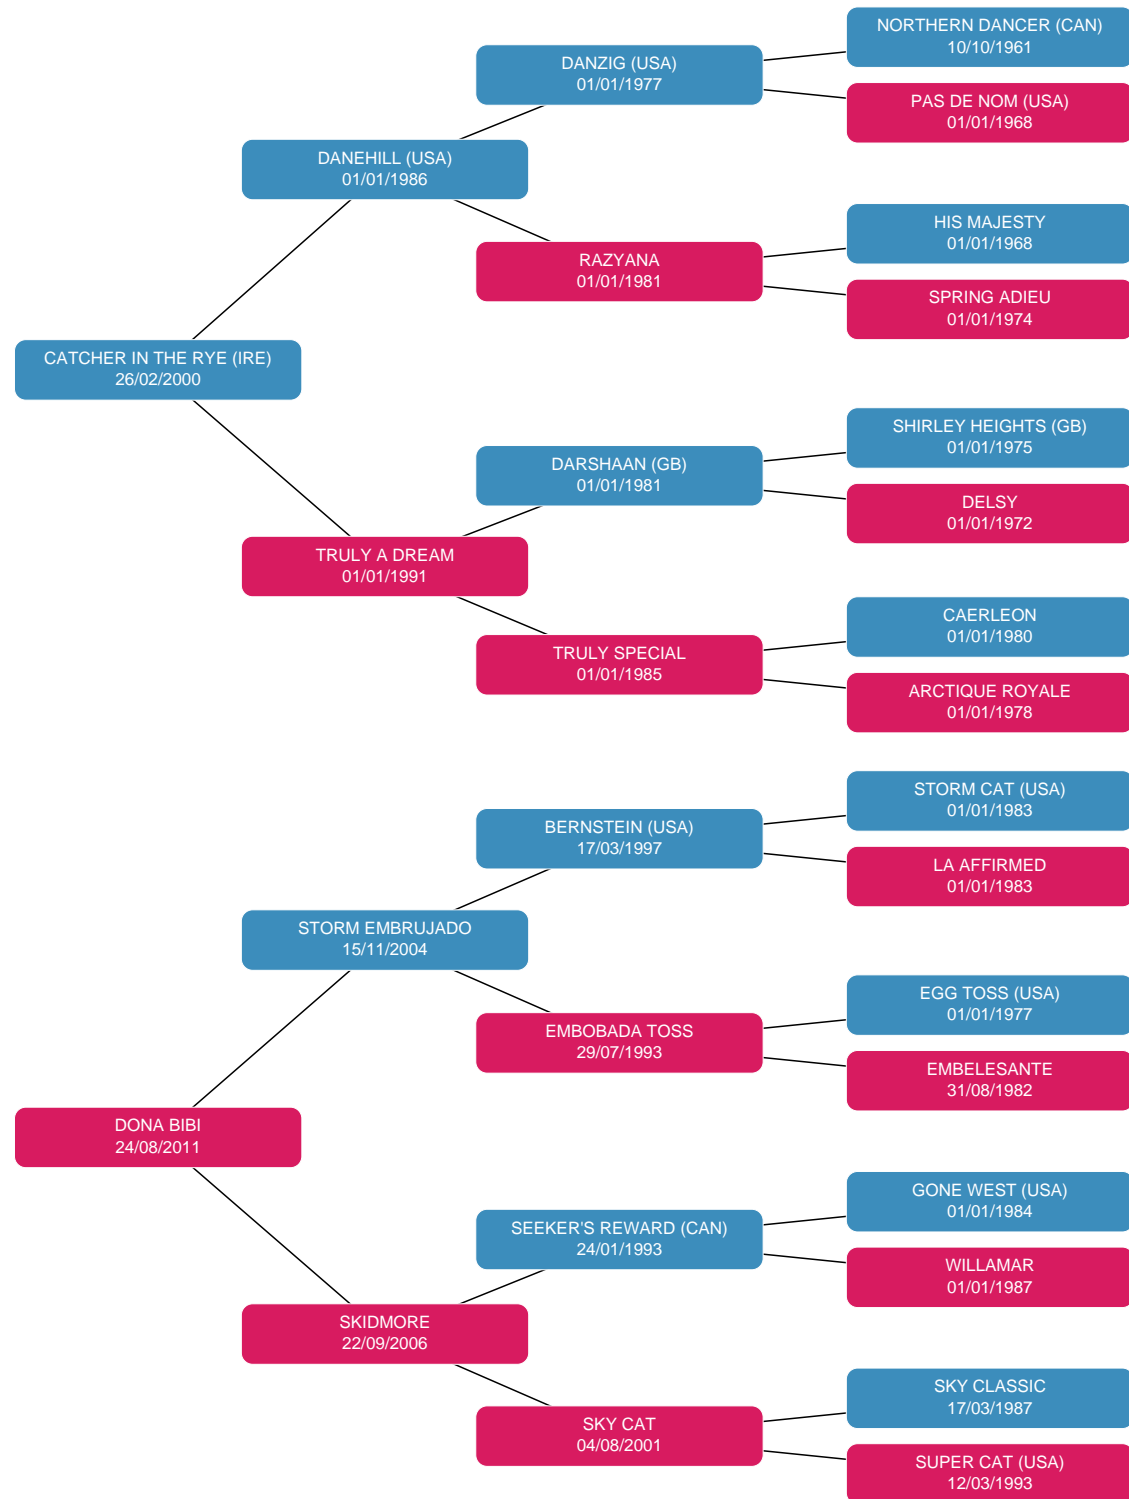 NORTHERN DANCER (CAN)
10/10/1961
DANZIG (USA)
01/01/1977
PAS DE NOM (USA)
01/01/1968
DANEHILL (USA)
01/01/1986
HIS MAJESTY
01/01/1968
RAZYANA
01/01/1981
SPRING ADIEU
01/01/1974
CATCHER IN THE RYE (IRE)
26/02/2000
SHIRLEY HEIGHTS (GB)
01/01/1975
DARSHAAN (GB)
01/01/1981
DELSY
01/01/1972
TRULY A DREAM
01/01/1991
CAERLEON
01/01/1980
TRULY SPECIAL
01/01/1985
ARCTIQUE ROYALE
01/01/1978
STORM CAT (USA)
01/01/1983
BERNSTEIN (USA)
17/03/1997
LA AFFIRMED
01/01/1983
STORM EMBRUJADO
15/11/2004
EGG TOSS (USA)
01/01/1977
EMBOBADA TOSS
29/07/1993
EMBELESANTE
31/08/1982
DONA BIBI
24/08/2011
GONE WEST (USA)
01/01/1984
SEEKER'S REWARD (CAN)
24/01/1993
WILLAMAR
01/01/1987
SKIDMORE
22/09/2006
SKY CLASSIC
17/03/1987
SKY CAT
04/08/2001
SUPER CAT (USA)
12/03/1993